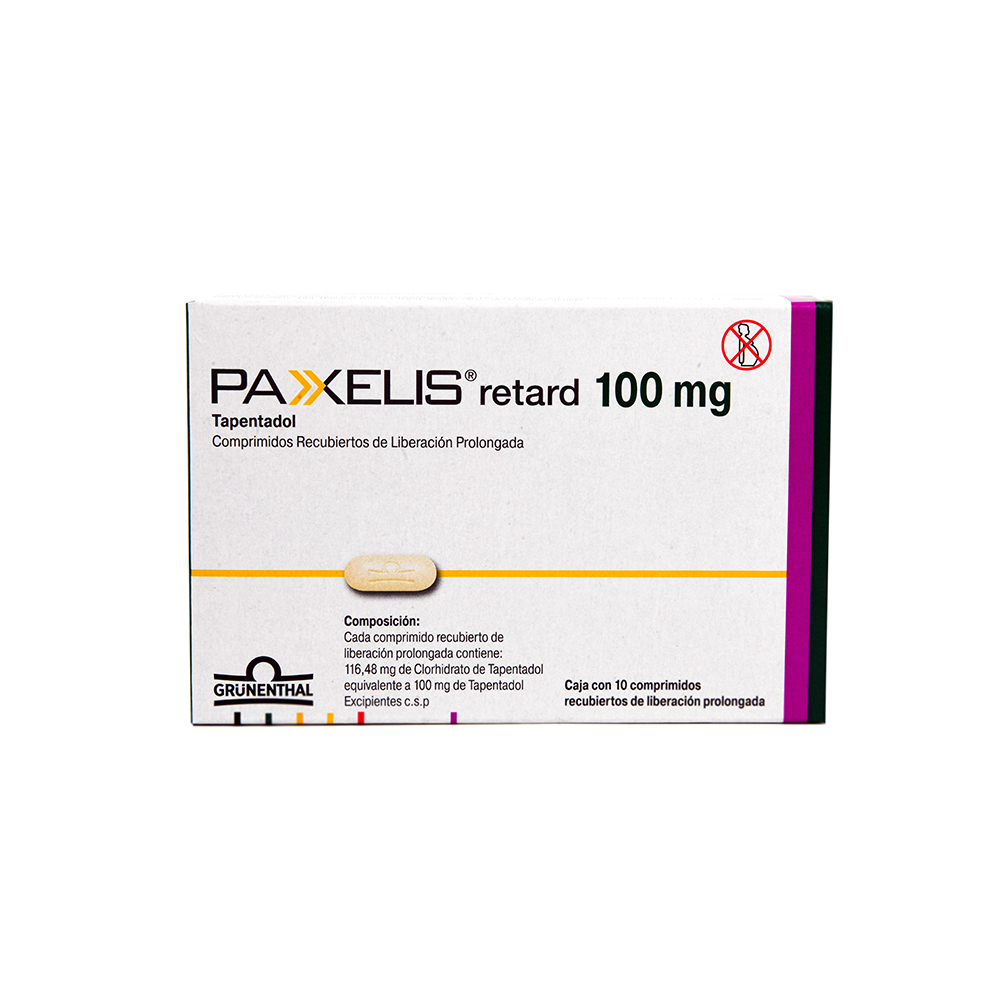 PAXXELIS® retard 100 mg
Tapentadol
Comprimidos Recubiertos de Liberación Prolongada
Composición:
Cada comprimido recubierto de
liberación prolongada contiene:
116,48 mg de Clorhidrato de Tapentadol
equivalente a 100 mg de Tapentadol
Excipientes c.s.p
GRÜNENTHAL
Caja con 10 comprimidos
recubiertos de liberación prolongada